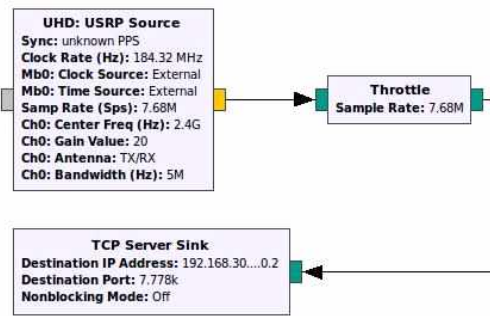 UHD: USRP Source
Sync: unknown PPS
Clock Rate (Hz): 184.32 MHz
Mb0: Clock Source: External
Mb0: Time Source: External
Samp Rate (Sps): 7.68M
Ch0: Center Freq (Hz): 2.4G
Ch0: Gain Value: 20
Ch0: Antenna: TX/RX
Ch0: Bandwidth (Hz): 5M
Throttle
Sample Rate: 7.68M
TCP Server Sink
Destination IP Address: 192.168.30....0.2
Destination Port: 7.778k
Nonblocking Mode: Off